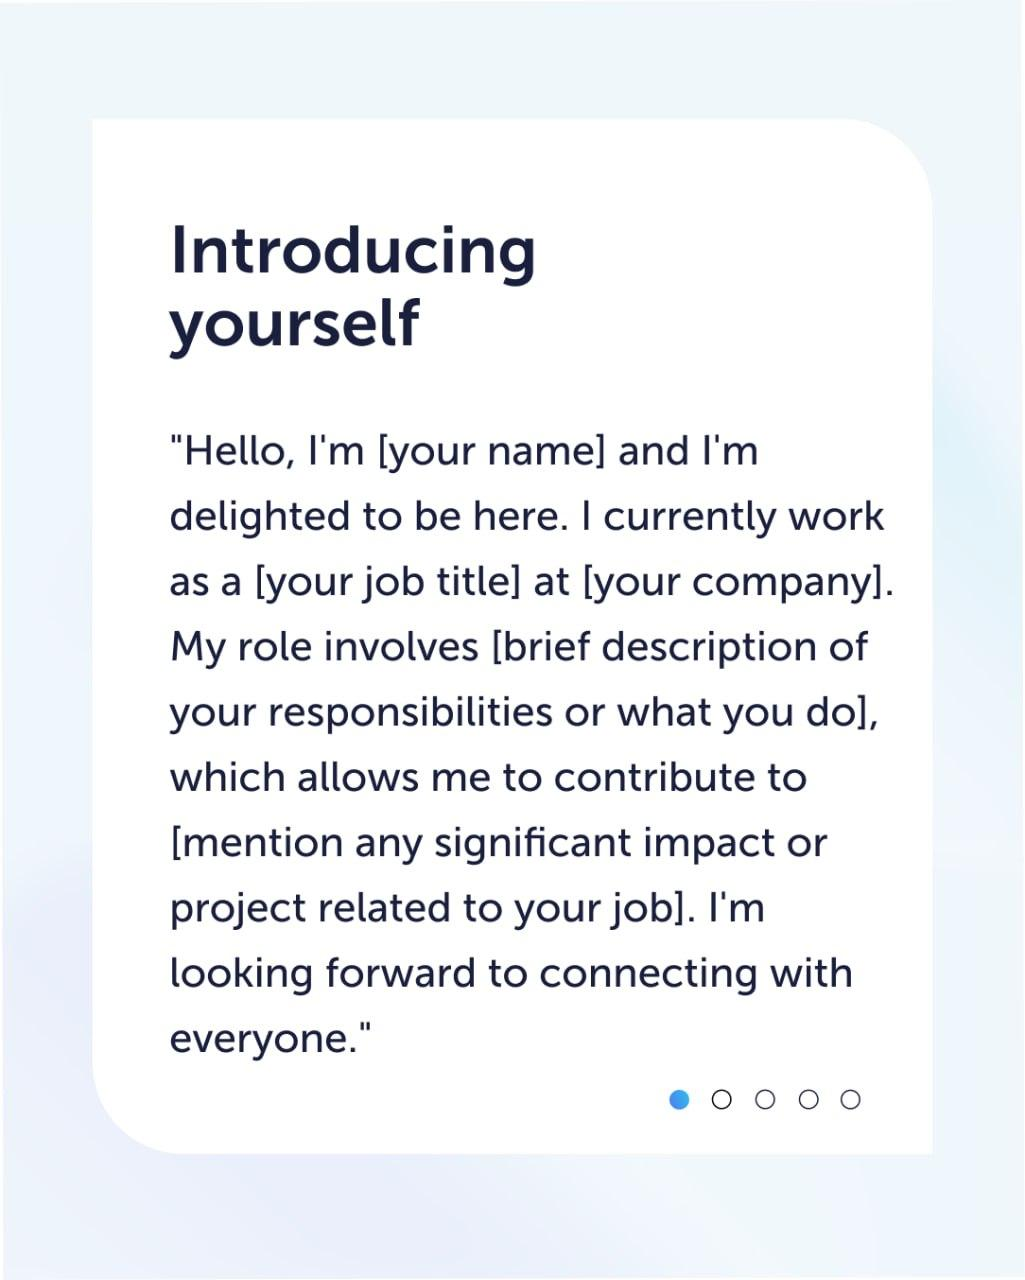 Introducing
yourself
"Hello, I'm [your name] and I'm
delighted to be here. I currently work
as a [your job title] at [your company].
My role involves [brief description of
your responsibilities or what you do],
which allows me to contribute to
[mention any significant impact or
project related to your job]. I'm
looking forward to connecting with
everyone."